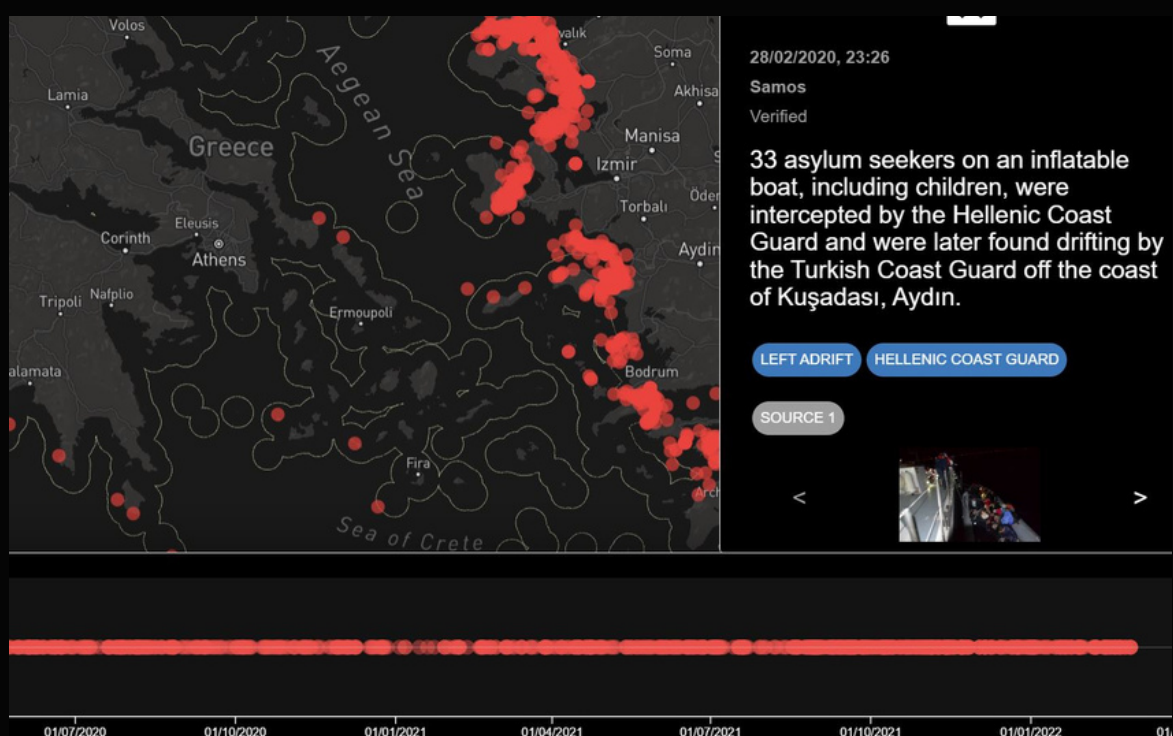 Volos
valık
Soma
Lamia
Akhisa
Aegean Sea
Greece
Manisa
Izmir
Öder
Torbalı
Eleusis
Corinth
Athens
Aydın
Tripoli
Nafplio
Ermoupoli
alamata
Bodrum
Fira
Arch
Sea of Crete
28/02/2020, 23:26
Samos
Verified
33 asylum seekers on an inflatable
boat, including children, were
intercepted by the Hellenic Coast
Guard and were later found drifting by
the Turkish Coast Guard off the coast
of Kuşadası, Aydın.
LEFT ADRIFT HELLENIC COAST GUARD
SOURCE 1
< >
01/07/2020 01/10/2020 01/01/2021 01/04/2021 01/07/2021 01/10/2021 01/01/2022 01